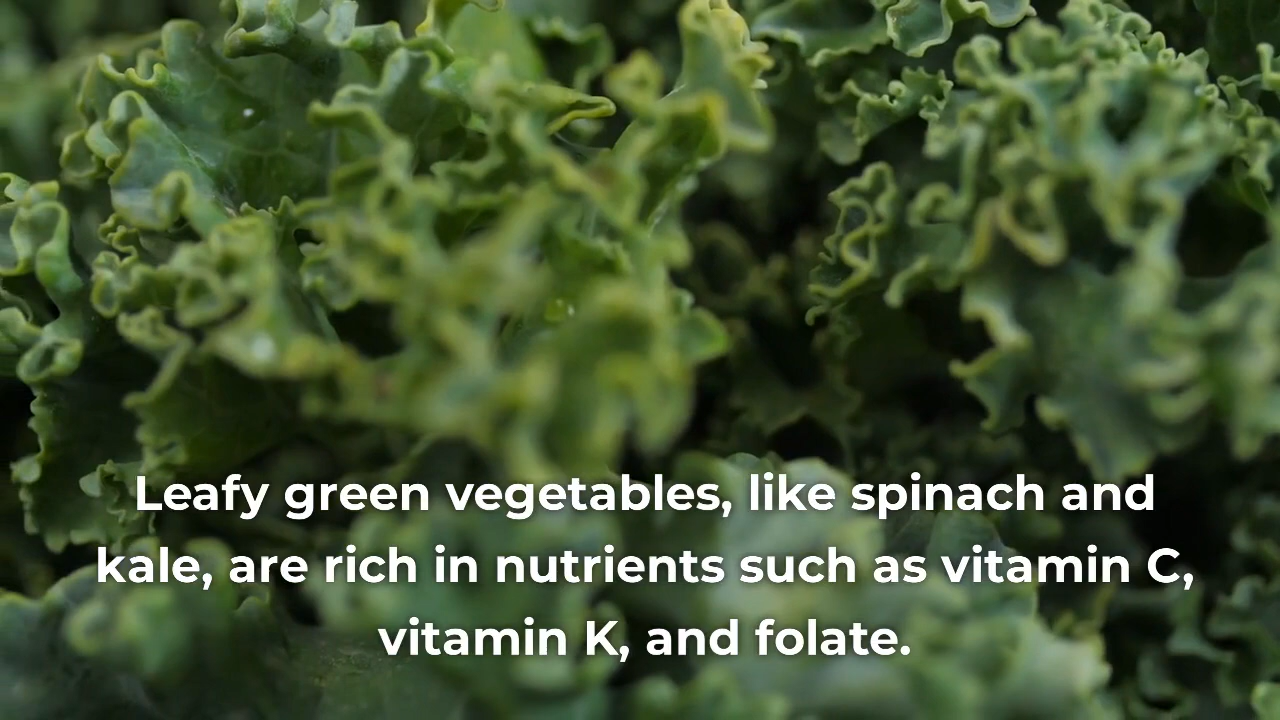 Leafy green vegetables, like spinach and
kale, are rich in nutrients such as vitamin C,
vitamin K, and folate.